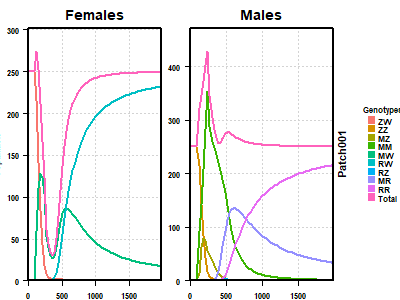 Females
Males
300
250
200
150
100
50
0
0
500
1000
1500
400
300
200
100
0
0
500
1000
1500
Patch001
Genotypes
ZW
ZZ
MZ
MM
MW
RW
RZ
MR
RR
Total